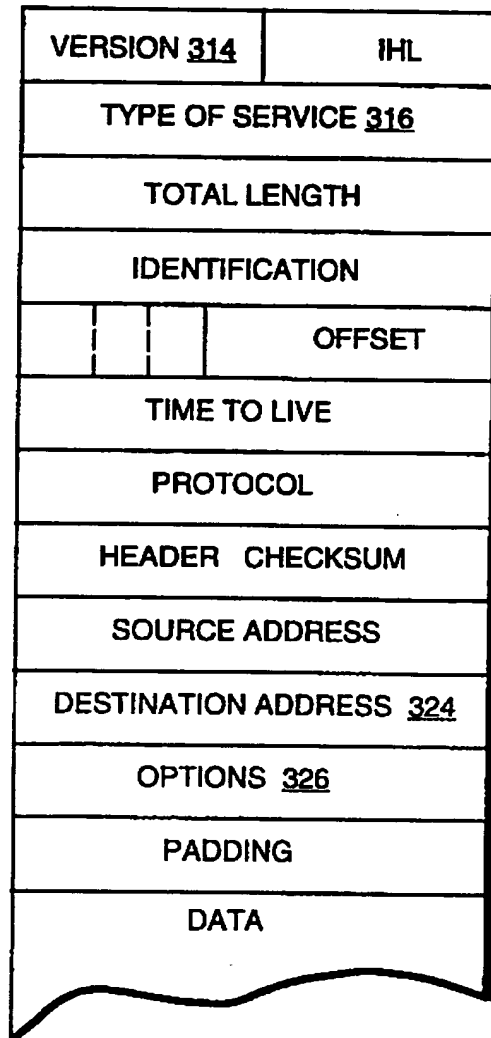 VERSION 314 IHL
TYPE OF SERVICE 316
TOTAL LENGTH
IDENTIFICATION
OFFSET
TIME TO LIVE
PROTOCOL
HEADER CHECKSUM
SOURCE ADDRESS
DESTINATION ADDRESS 324
OPTIONS 326
PADDING
DATA